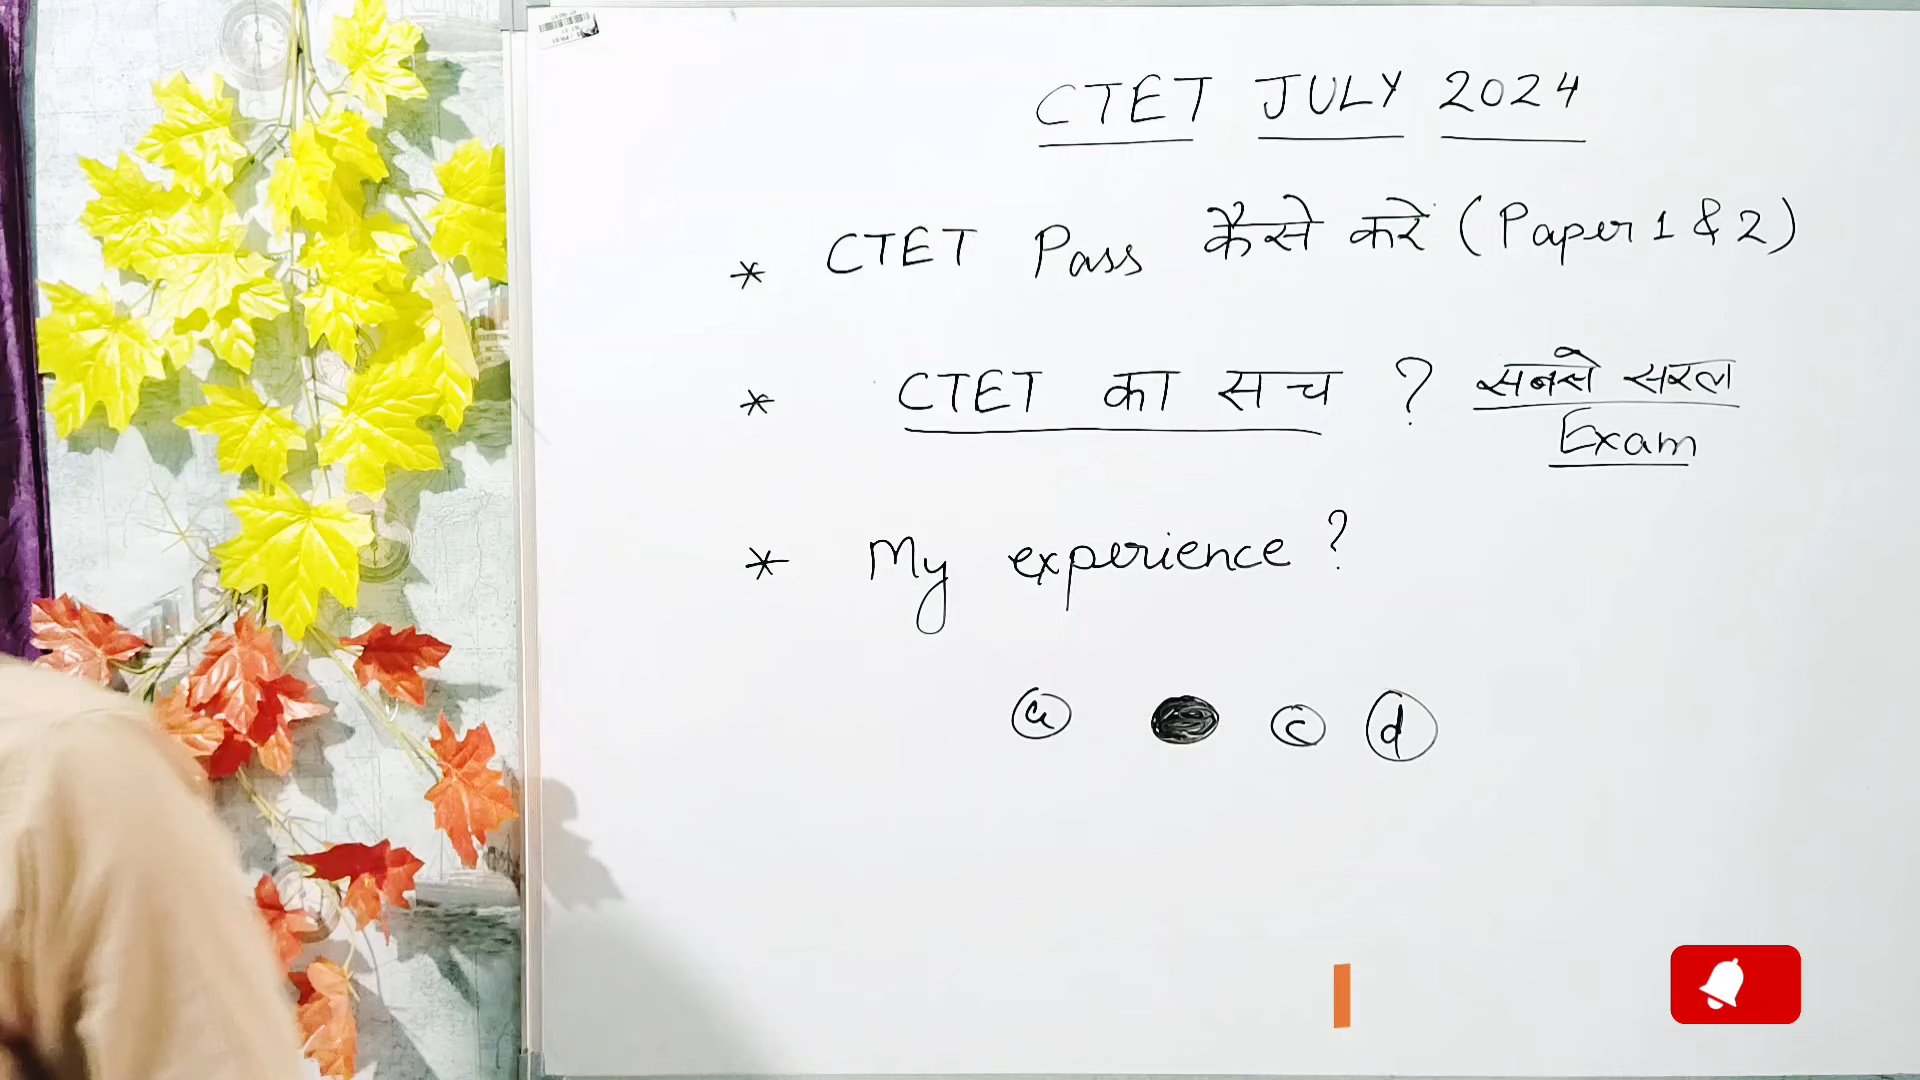 CTET JULY 2024
* CTET Pass कैसे करें (Paper 1 & 2)
* CTET का सच ? सबसे सरल
Exam
* My experience ?
a c d